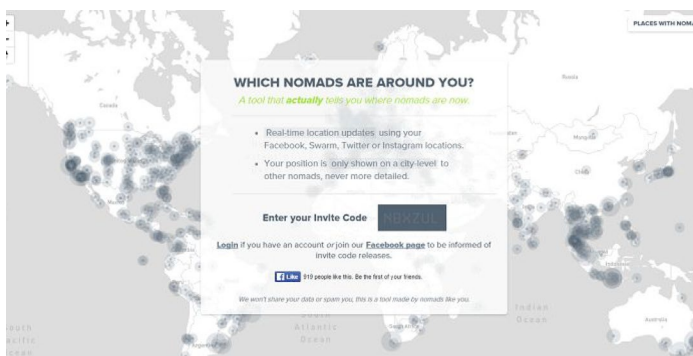 PLACES WITH NOMA
WHICH NOMADS ARE AROUND YOU?
A tool that actually tells you where nomads are now.
Real-time location updates using your
Facebook, Swarm, Twitter or Instagram locations.
Your position is only shown on a city-level to
other nomads, never more detailed.
Enter your Invite Code
Login if you have an account or join our Facebook page to be informed of
invite code releases.
Like 919 people like this. Be the first of your friends.
We won't share your data or spam you, this is a tool made by nomads like you.
Canada
Russia
China
Australia
Indian
Ocean
Atlantic
Ocean